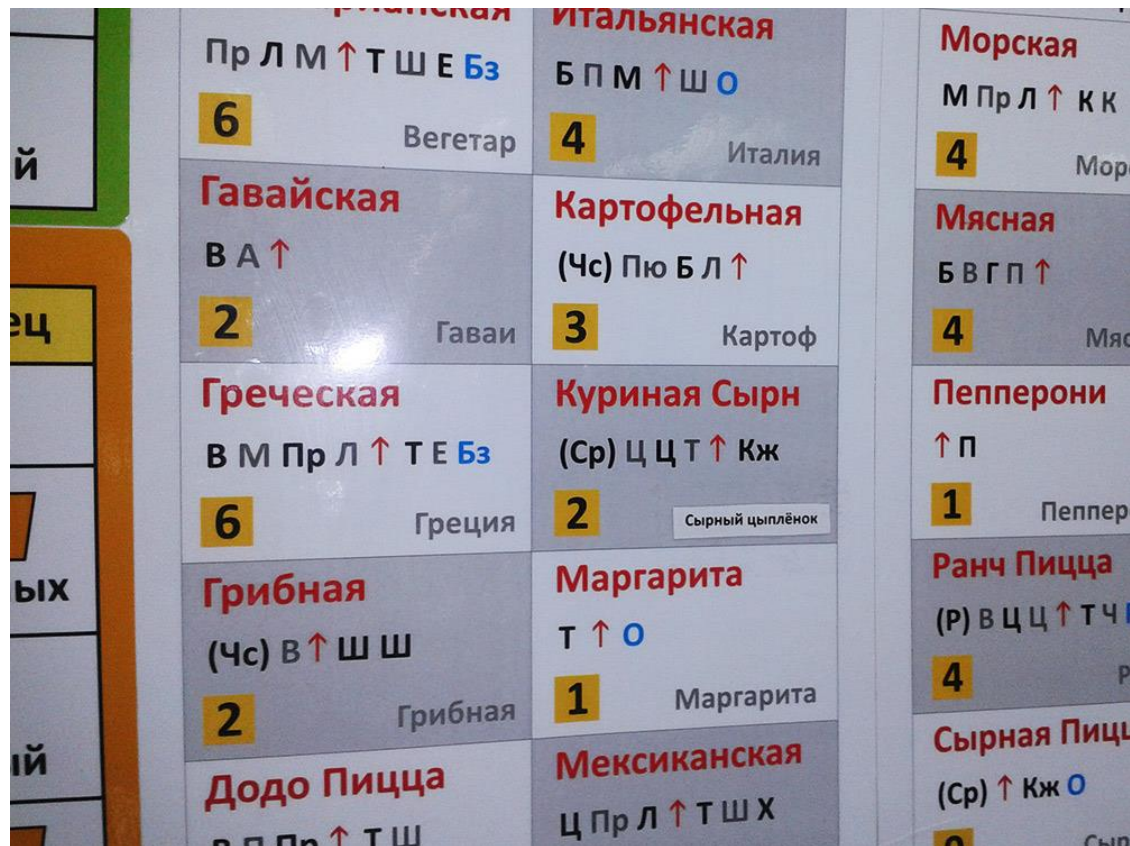 Пр Л М ↑ Т Ш Е Бз
6
Вегетар
Гавайская
В А ↑
2
Гаваи
Греческая
В М Пр Л ↑ Т Е Бз
6
Греция
Грибная
(Чс) В ↑ Ш Ш
2
Грибная
Додо Пицца
В П Пр ↑ Т Ш
Итальянская
Б П М ↑ Ш О
4
Италия
Картофельная
(Чс) Пю Б Л ↑
3
Картоф
Куриная Сырн
(Ср) Ц Ц Т ↑ Кж
2
Сырный цыплёнок
Маргарита
Т ↑ О
1
Маргарита
Мексиканская
Ц Пр Л ↑ Т Ш Х
Морская
М Пр Л ↑ К К
4
Мясная
Б В Г П ↑
4
Пепперони
↑ П
1
Ранч Пицца
(Р) В Ц Ц ↑ Т Ч
4
Сырная
(Ср) ↑ Кж О